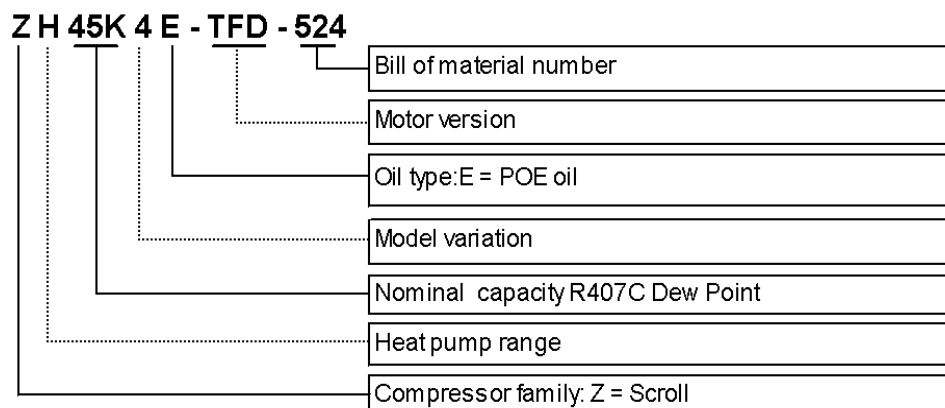 ZH45K4E-TFD-524
Bill of material number
Motor version
Oil type:E = POE oil
Model variation
Nominal capacity R407C Dew Point
Heat pump range
Compressor family: Z = Scroll